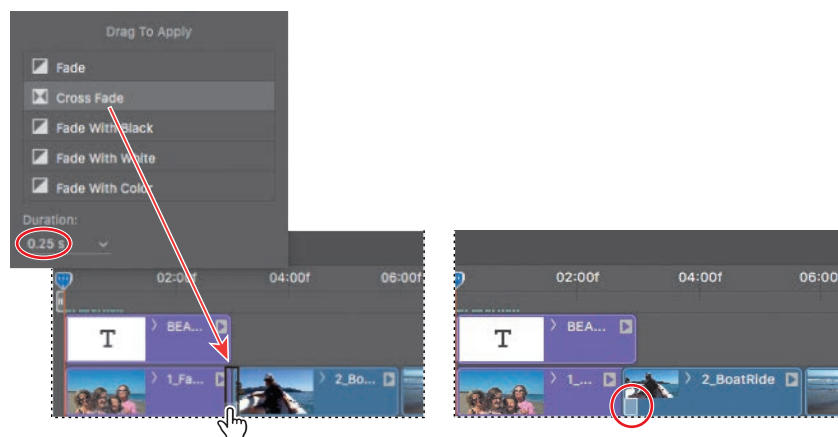 Drag To Apply
Fade
Cross Fade
Fade With Black
Fade With White
Fade With Color
Duration:
0.25 s
02:00f 04:00f 06:00f
T BEA...
1_Fa... 2_Bo...
02:00f 04:00f 06:00
T BEA...
1_... 2_BoatRide